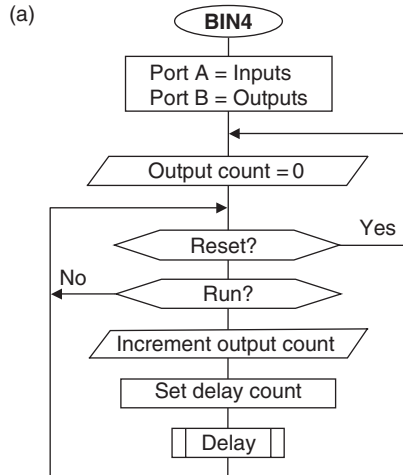 (a)
BIN4
Port A = Inputs
Port B = Outputs
Output count = 0
Reset?
Yes
No
Run?
Increment output count
Set delay count
Delay